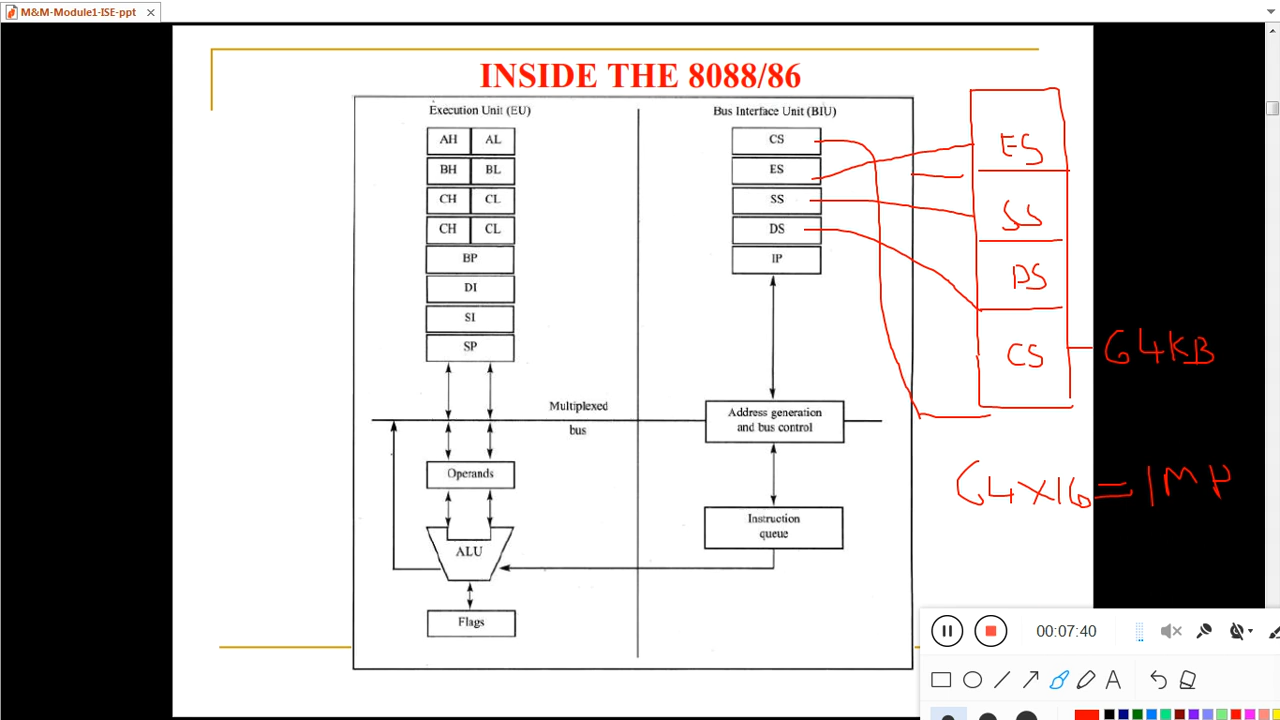 M&M-Module1-ISE-ppt
INSIDE THE 8088/86
Execution Unit (EU)
Bus Interface Unit (BIU)
AH AL
BH BL
CH CL
CH CL
BP
DI
SI
SP
CS
ES
SS
DS
IP
Multiplexed
bus
Address generation
and bus control
Operands
Instruction
queue
ALU
Flags
ES
SS
DS
CS
64KB
64X16=1MP
00:07:40
A